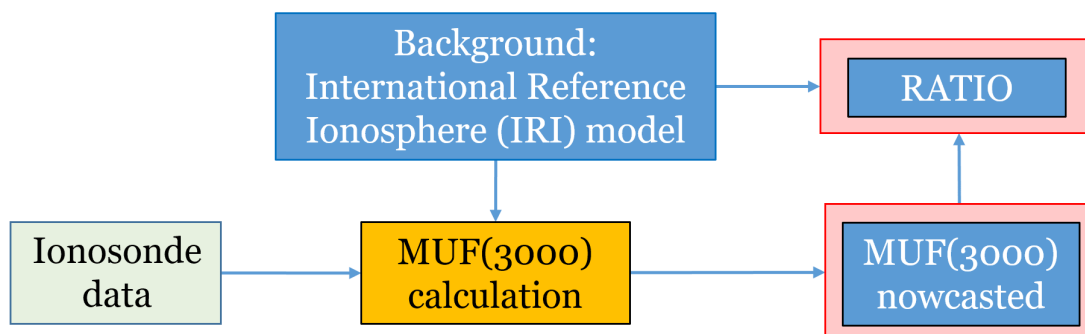 Background:
International Reference
Ionosphere (IRI) model
RATIO
Ionosonde
data
MUF(3000)
calculation
MUF(3000)
nowcasted